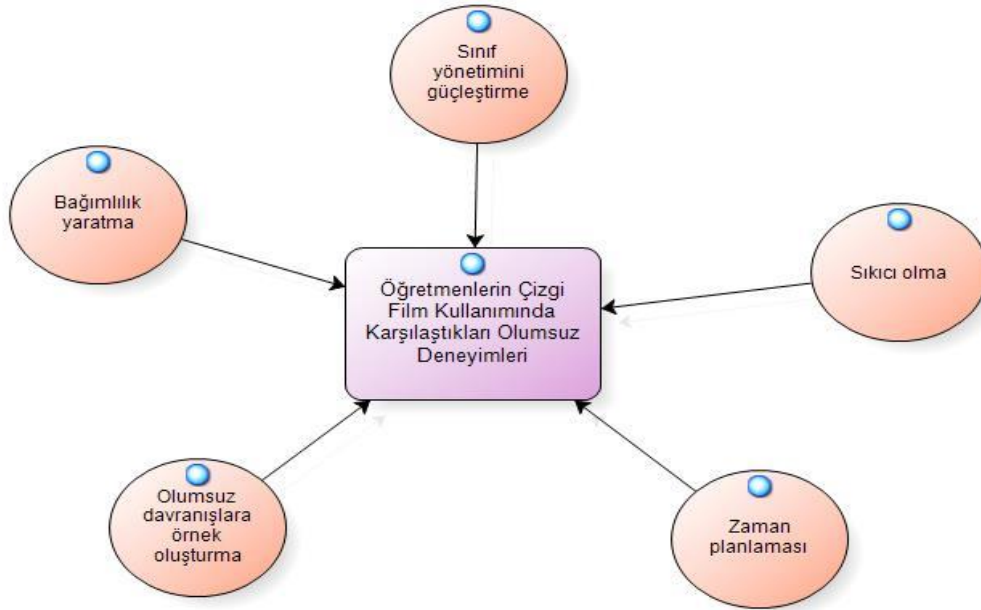 Sınıf
yönetimini
güçleştirme
Bağımlılık
yaratma
Sıkıcı olma
Öğretmenlerin Çizgi
Film Kullanımında
Karşılaştıkları Olumsuz
Deneyimleri
Olumsuz
davranışlara
örnek
oluşturma
Zaman
planlaması